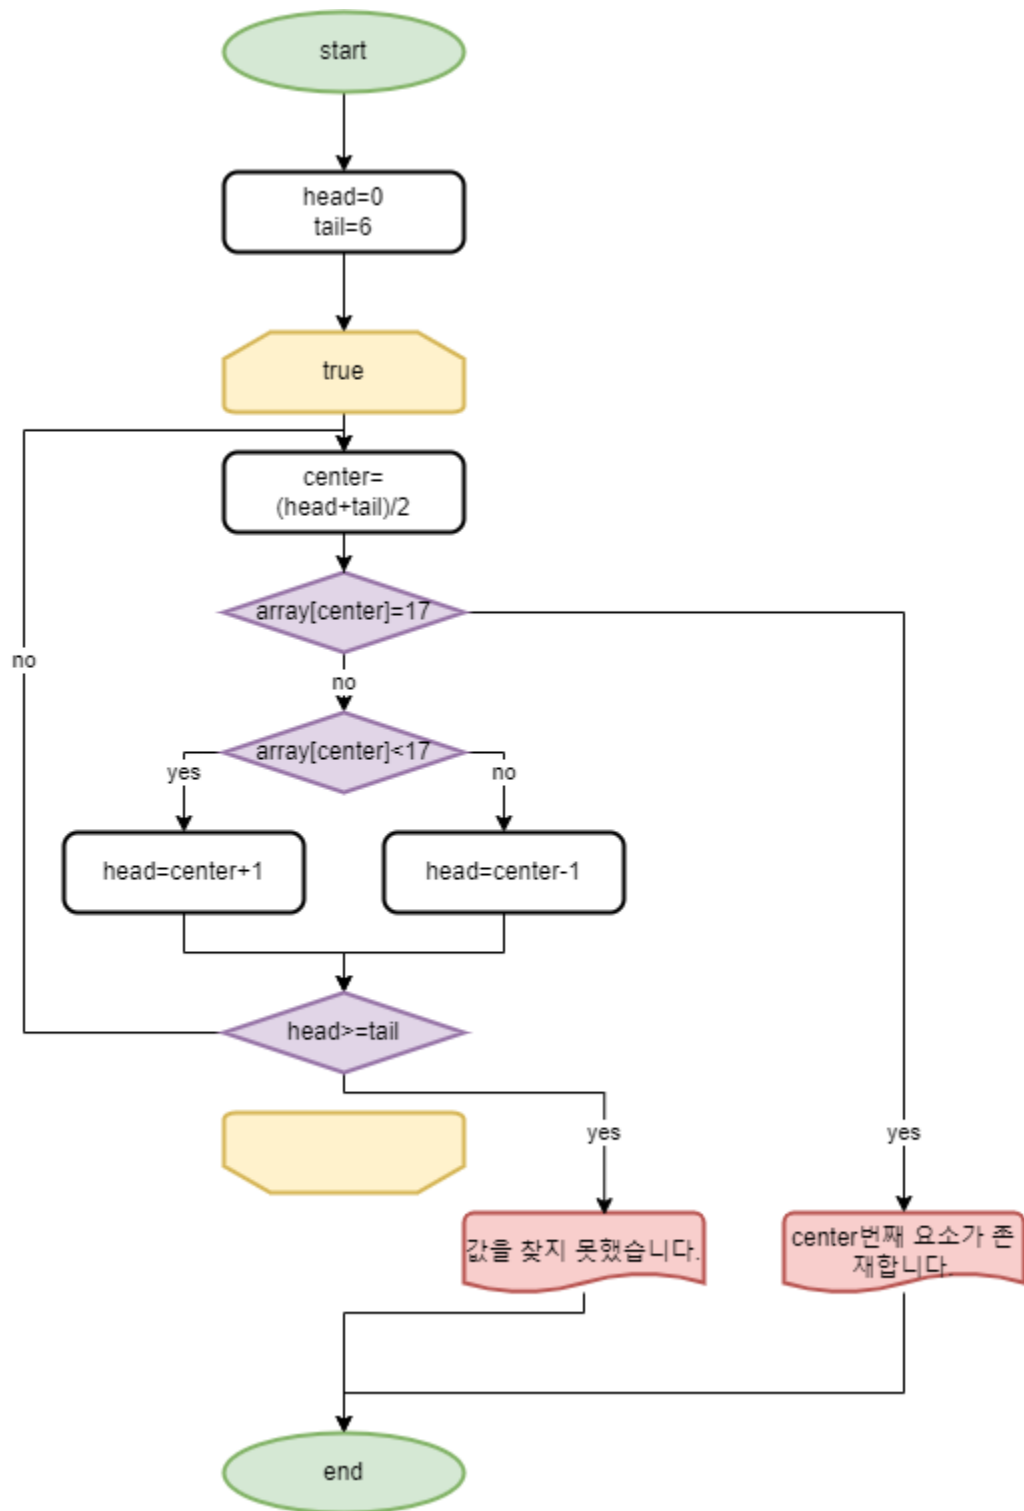 start
head=0
tail=6
true
center=
(head+tail)/2
array[center]=17
no
no
array[center]<17
yes
no
head=center+1
head=center-1
head>=tail
yes
yes
값을 찾지 못했습니다.
center번째 요소가 존
재합니다.
end